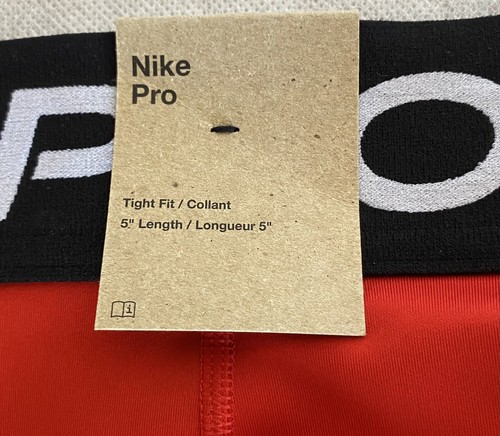 Nike
Pro
P O
Tight Fit / Collant
5" Length / Longueur 5"
i